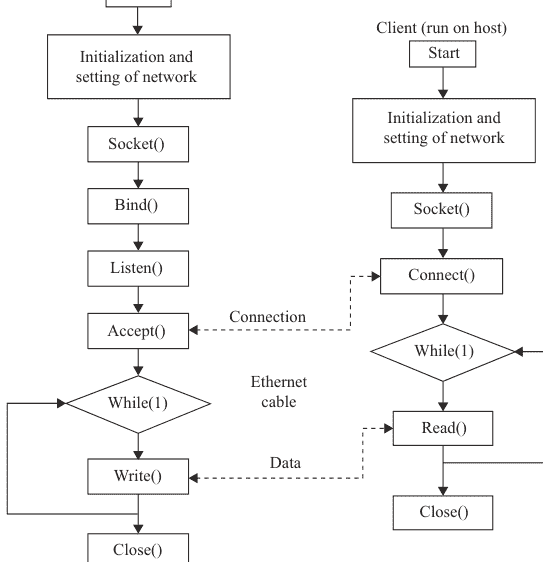 Initialization and
setting of network
Socket()
Bind()
Listen()
Accept()
While(1)
Write()
Close()
Connection
Ethernet
cable
Data
Client (run on host)
Start
Initialization and
setting of network
Socket()
Connect()
While(1)
Read()
Close()